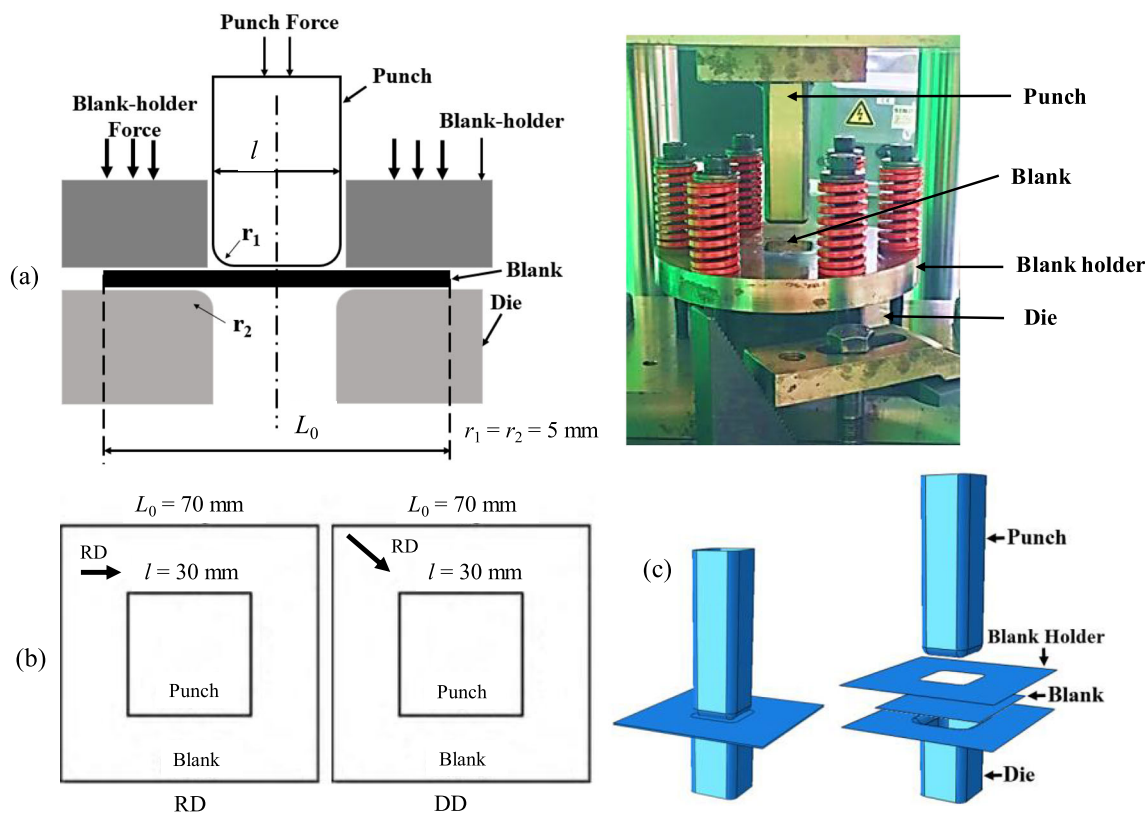 Punch Force
Punch
Blank-holder
Force
Blank-holder
l
r1
(a)
Blank
Die
r2
L0
r1 = r2 = 5 mm
Punch
Blank
Blank holder
Die
(b)
L0 = 70 mm
RD
l = 30 mm
Punch
Blank
RD
L0 = 70 mm
RD
l = 30 mm
Punch
Blank
DD
(c)
Punch
Blank Holder
Blank
Die